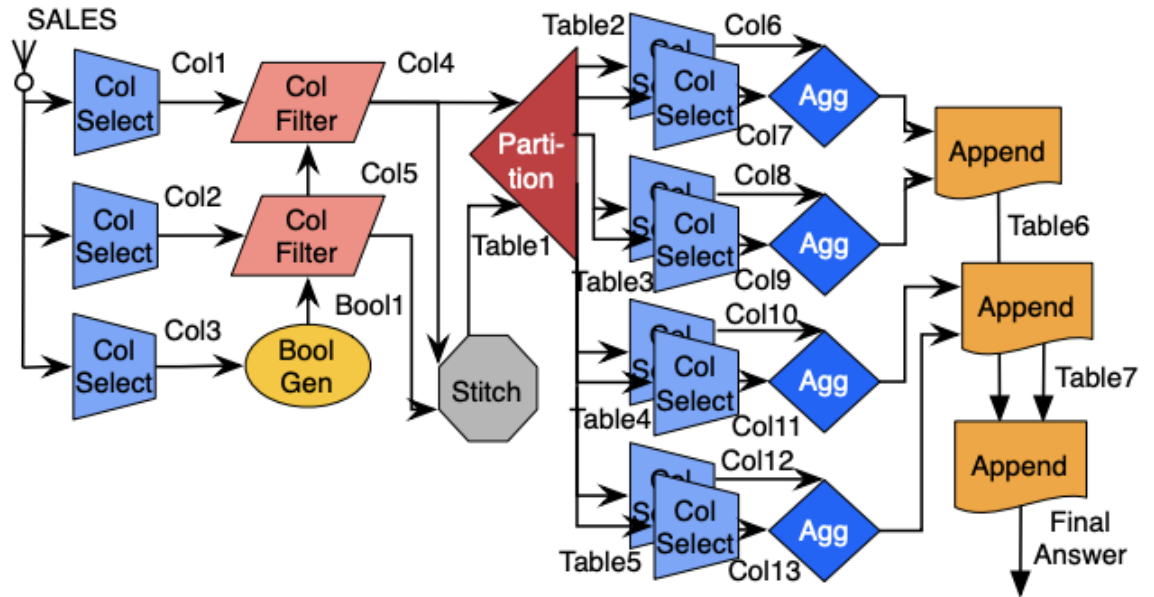 SALES
Col
Select
Col1
Col
Filter
Col4
Col
Select
Col2
Col
Filter
Col5
Col
Select
Col3
Bool
Gen
Bool1
Stitch
Table1
Parti-
tion
Table2
Col
Col
Select
Col6
Col7
Agg
Table3
Col
Select
Col8
Col9
Agg
Table4
Col
Select
Col10
Col11
Agg
Table5
Col
Select
Col12
Col13
Agg
Append
Table6
Append
Table7
Append
Final
Answer